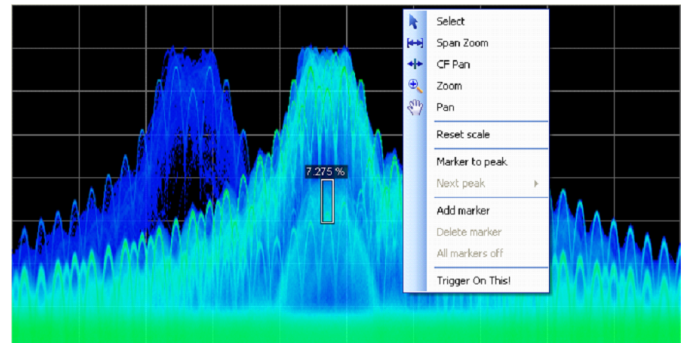 Select
Span Zoom
CF Pan
Zoom
Pan
Reset scale
Marker to peak
Next peak
Add marker
Delete marker
All markers off
Trigger On This!
7.275 %